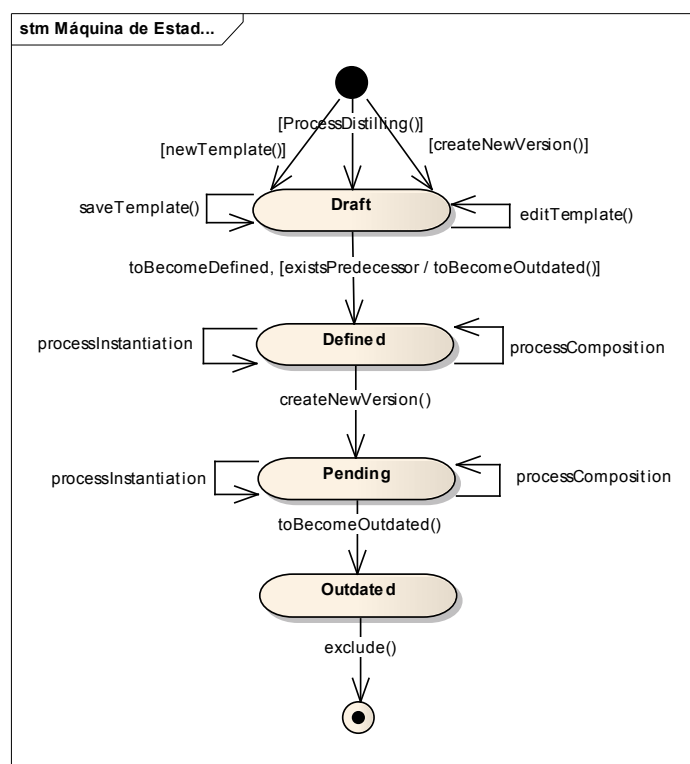 stm Máquina de Estad...
[ProcessDistilling()]
[newTemplate()]
[createNewVersion()]
saveTemplate()
Draft
editTemplate()
toBecomeDefined, [existsPredecessor / toBecomeOutdated()]
processInstantiation
Defined
processComposition
createNewVersion()
processInstantiation
Pending
processComposition
toBecomeOutdated()
Outdated
exclude()